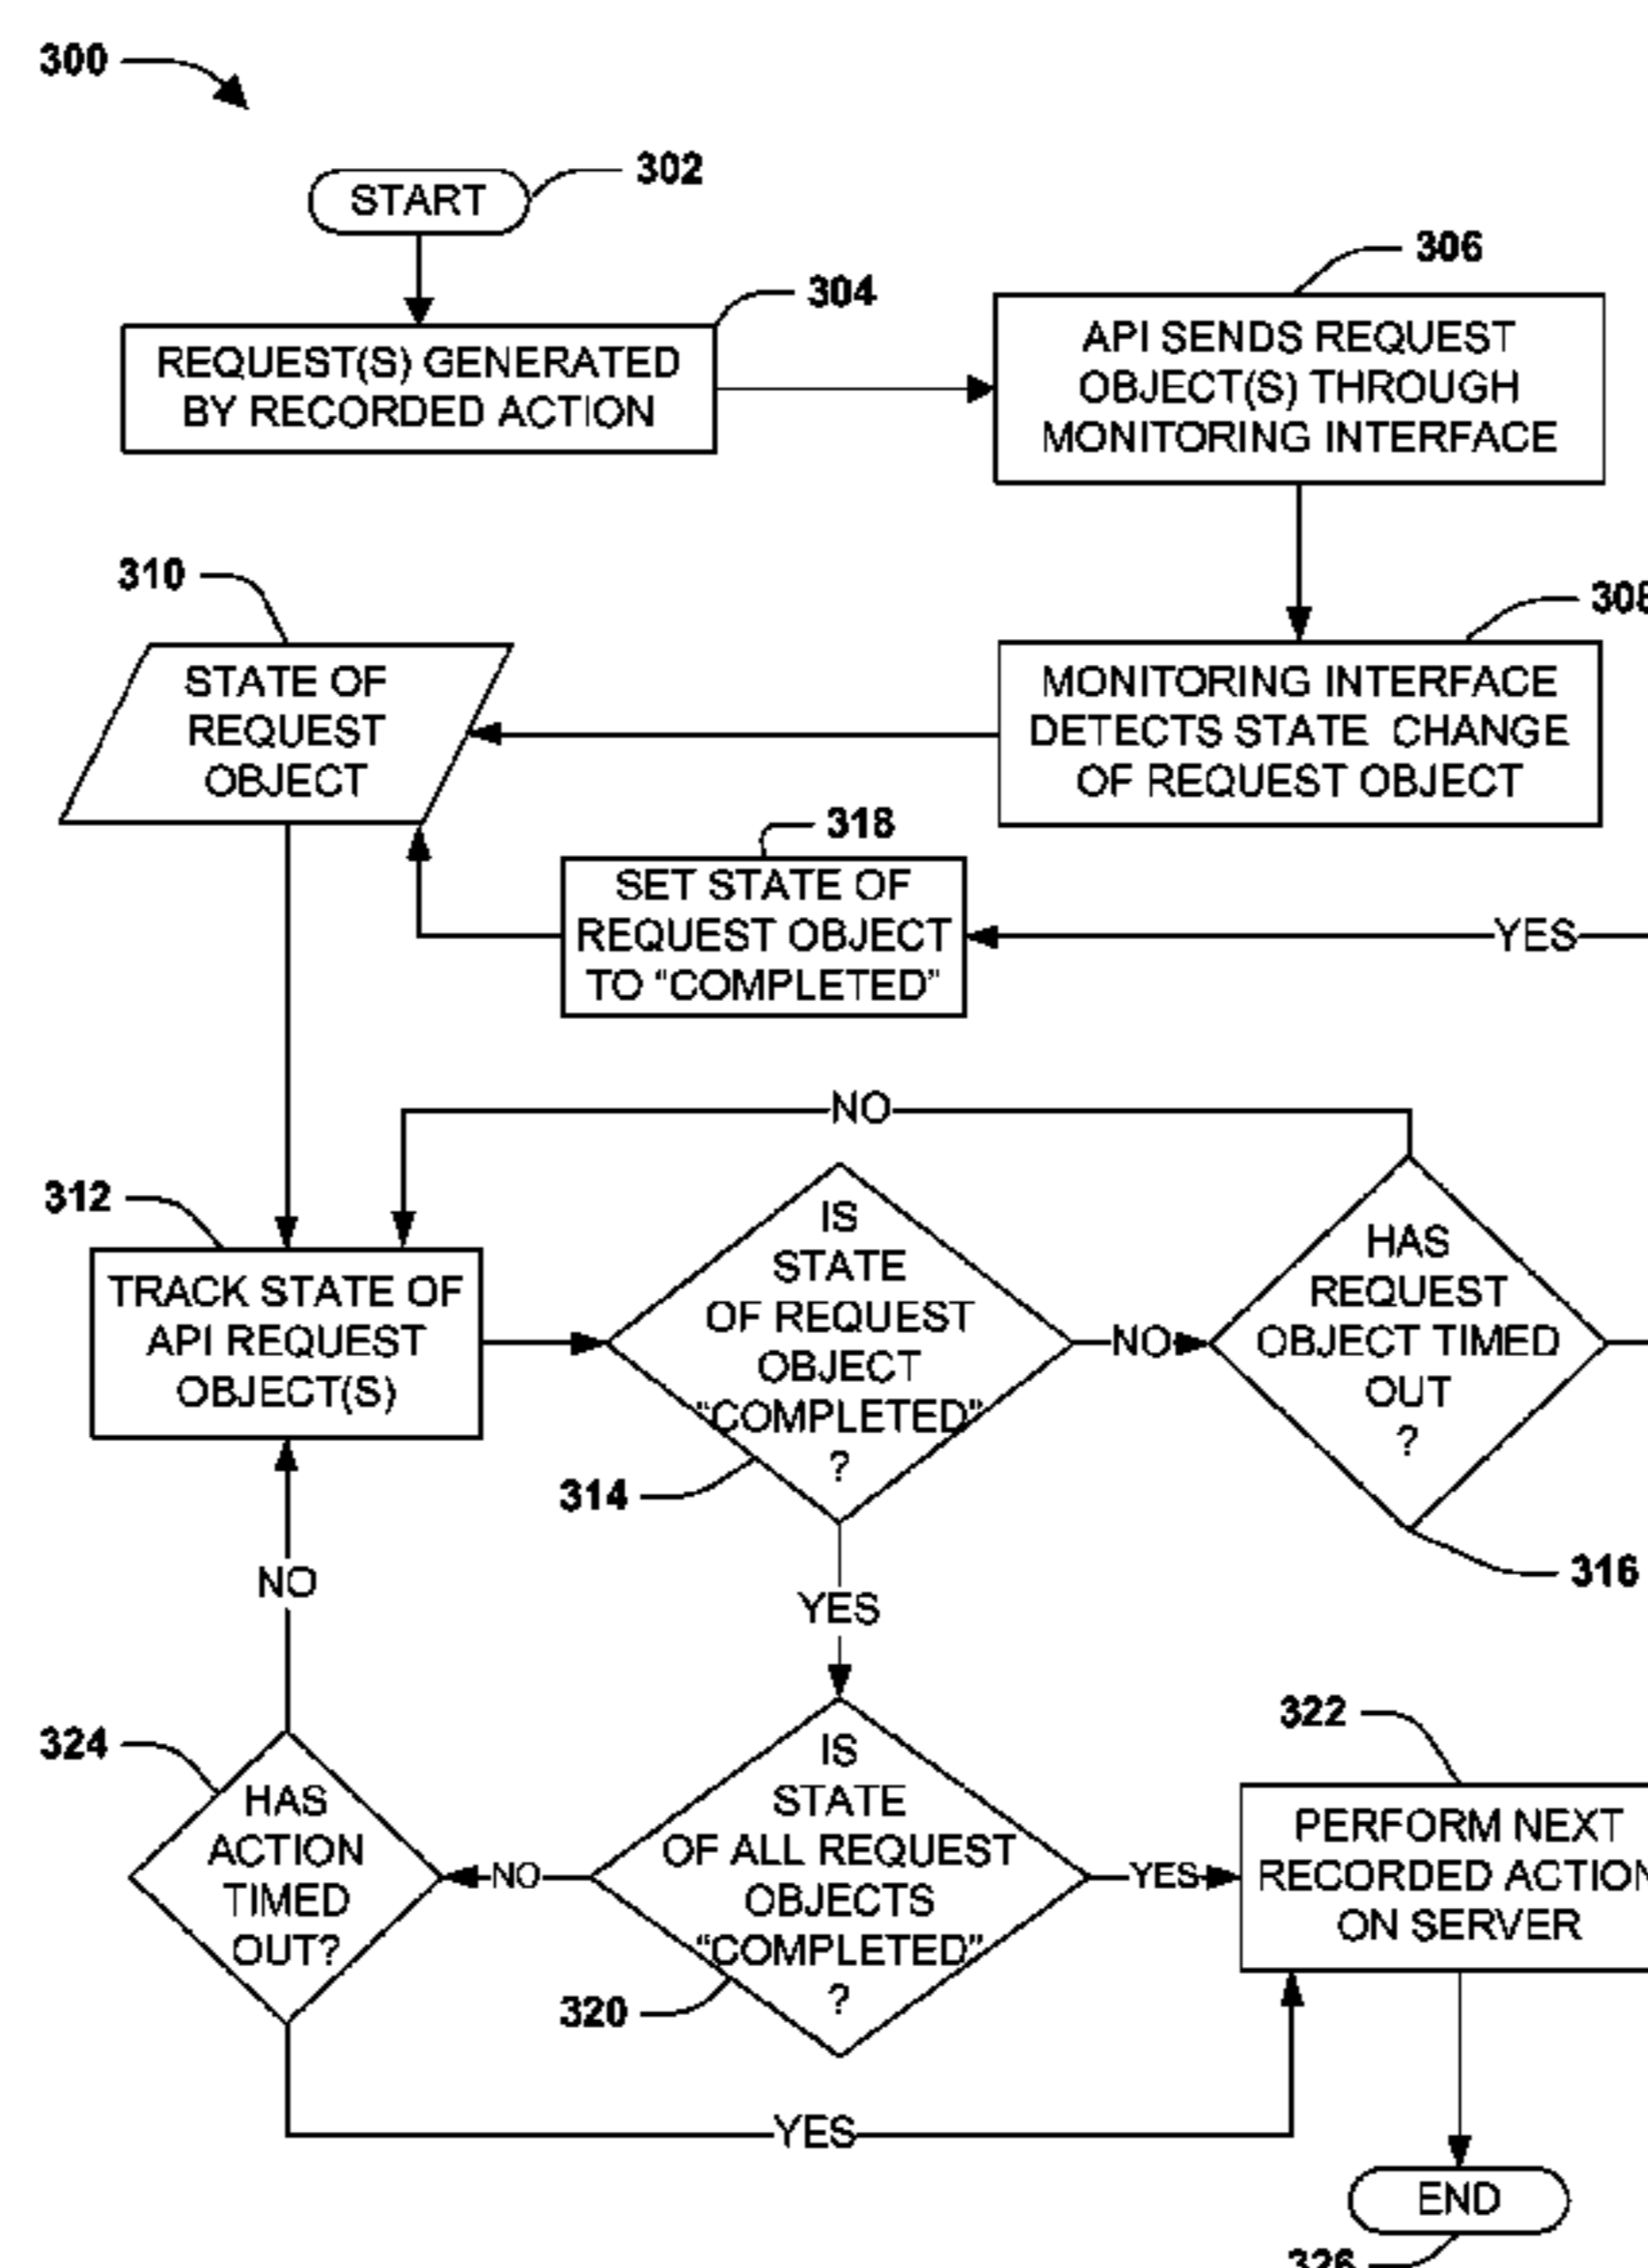 300
302
START
304
REQUEST(S) GENERATED
BY RECORDED ACTION
306
API SENDS REQUEST
OBJECT(S) THROUGH
MONITORING INTERFACE
308
MONITORING INTERFACE
DETECTS STATE CHANGE
OF REQUEST OBJECT
310
STATE OF
REQUEST
OBJECT
318
SET STATE OF
REQUEST OBJECT
TO “COMPLETED”
YES
NO
312
TRACK STATE OF
API REQUEST
OBJECT(S)
IS
STATE
OF REQUEST
OBJECT
“COMPLETED”
?
314
NO
HAS
REQUEST
OBJECT TIMED
OUT
?
316
NO
YES
324
HAS
ACTION
TIMED
OUT?
NO
IS
STATE
OF ALL REQUEST
OBJECTS
“COMPLETED”
?
320
YES
322
PERFORM NEXT
RECORDED ACTION
ON SERVER
YES
END
326